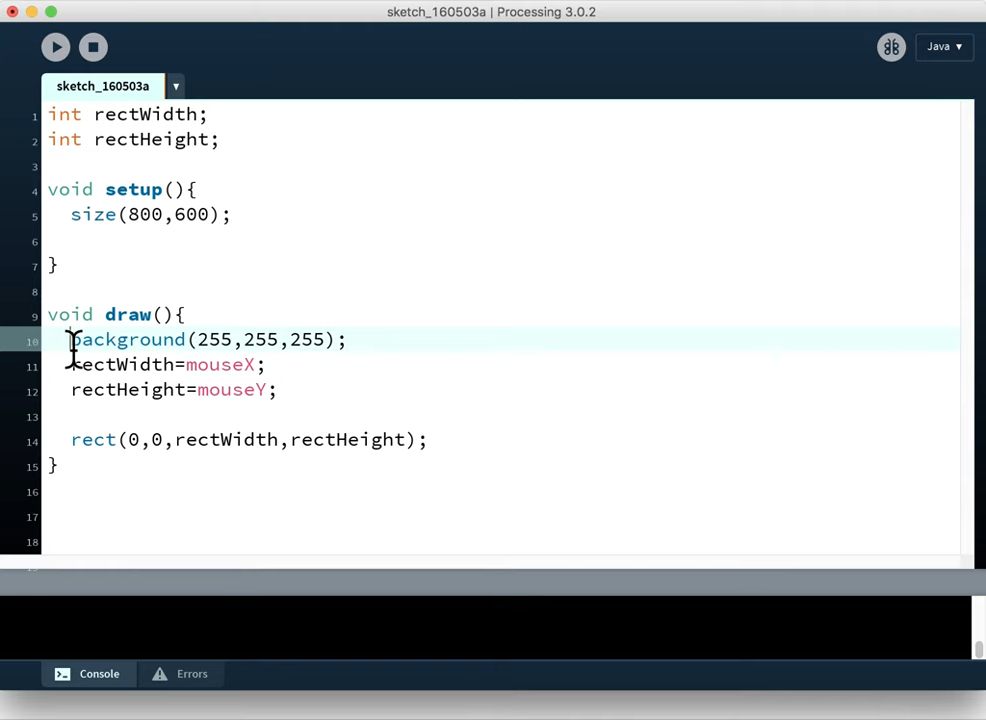 sketch_160503a | Processing 3.0.2
Java ▼
sketch_160503a ▼
1 int rectWidth;
2 int rectHeight;
3
4 void setup(){
5 size(800,600);
6
7 }
8
9 void draw(){
10 background(255,255,255);
11 rectWidth=mouseX;
12 rectHeight=mouseY;
13
14 rect(0,0,rectWidth,rectHeight);
15 }
16
17
18
Console Errors